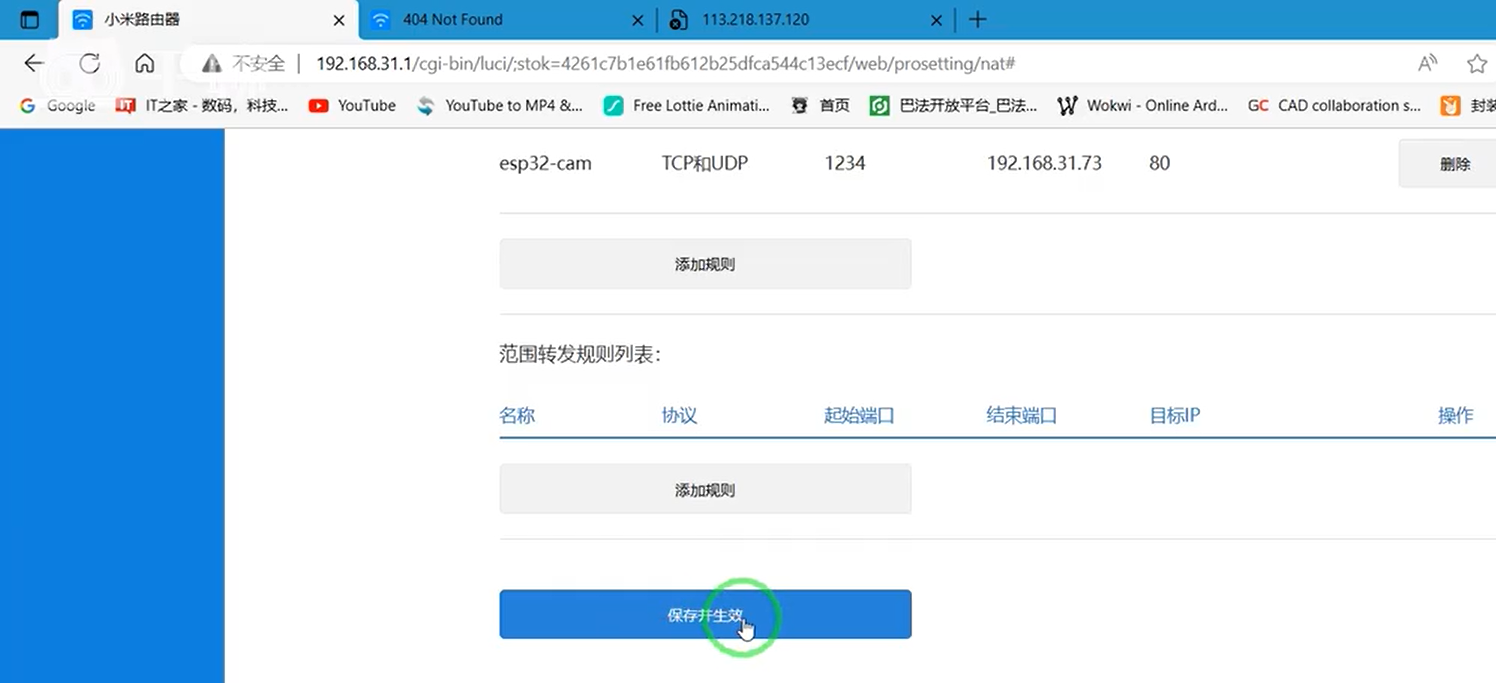 小米路由器 404 Not Found 113.218.137.120
不安全 192.168.31.1/cgi-bin/luci/;stok=4261c7b1e61fb612b25dfca544c13ecf/web/prosetting/nat#
Google IT之家 - 数码，科技... YouTube YouTube to MP4 &... Free Lottie Animati... 首页 巴法开放平台_巴法... Wokwi - Online Ard... GC CAD collaboration s... 封装
esp32-cam TCP和UDP 1234 192.168.31.73 80 删除
添加规则
范围转发规则列表：
名称 协议 起始端口 结束端口 目标IP 操作
添加规则
保存并生效